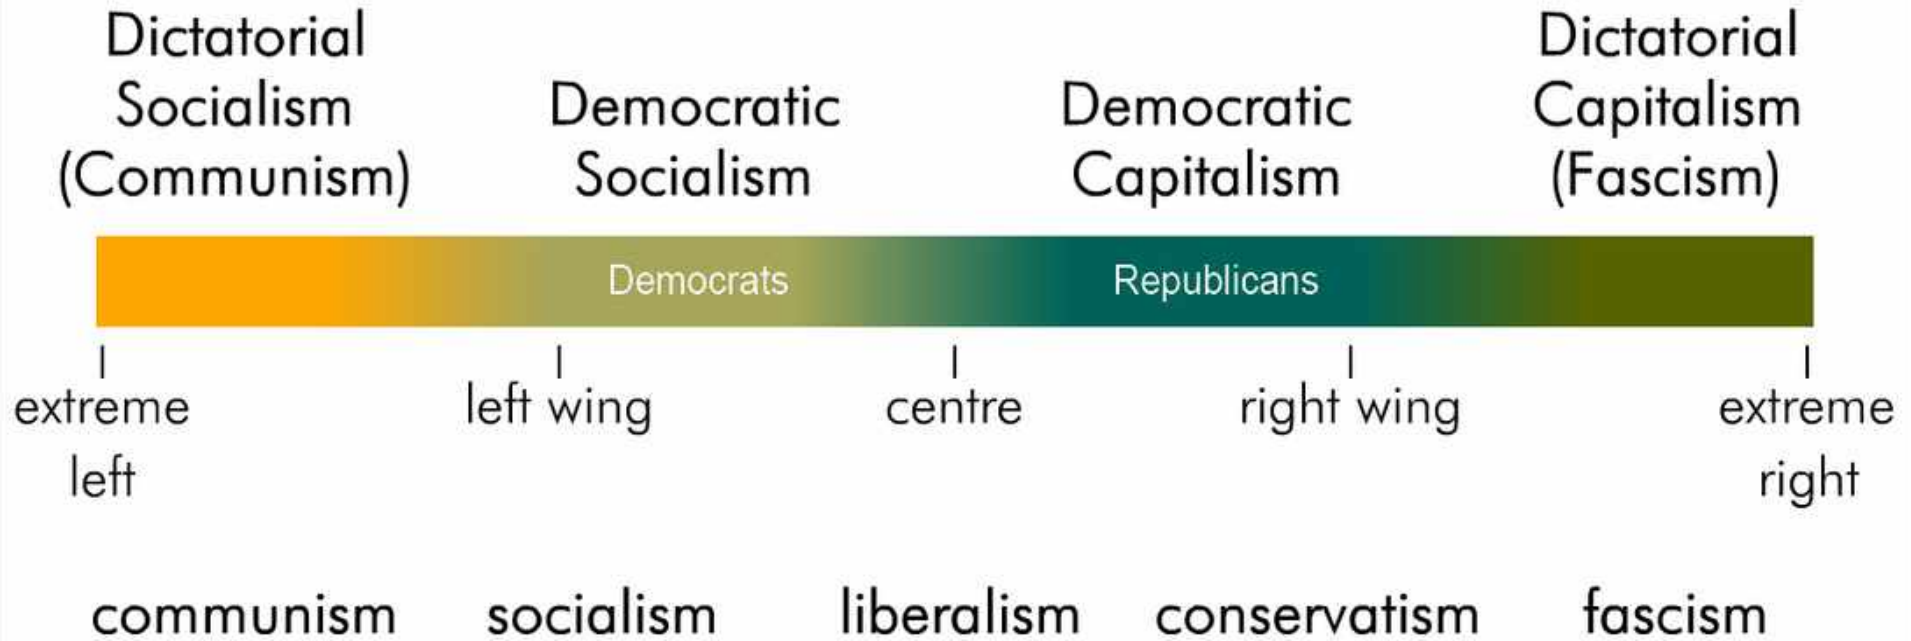 Dictatorial
Socialism
(Communism)
Democratic
Socialism
Democratic
Capitalism
Dictatorial
Capitalism
(Fascism)
Democrats
Republicans
extreme
left
left wing
centre
right wing
extreme
right
communism
socialism
liberalism
conservatism
fascism